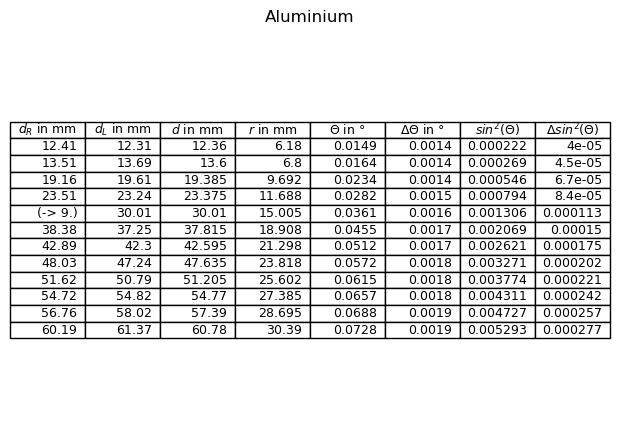 Aluminium
$d_R$ in mm $d_L$ in mm $d$ in mm $r$ in mm Θ in ° ΔΘ in ° $sin^2$(Θ) Δ$sin^2$(Θ)
12.41 12.31 12.36 6.18 0.0149 0.0014 0.000222 4e-05
13.51 13.69 13.6 6.8 0.0164 0.0014 0.000269 4.5e-05
19.16 19.61 19.385 9.692 0.0234 0.0014 0.000546 6.7e-05
23.51 23.24 23.375 11.688 0.0282 0.0015 0.000794 8.4e-05
(-> 9.) 30.01 30.01 15.005 0.0361 0.0016 0.001306 0.000113
38.38 37.25 37.815 18.908 0.0455 0.0017 0.002069 0.00015
42.89 42.3 42.595 21.298 0.0512 0.0017 0.002621 0.000175
48.03 47.24 47.635 23.818 0.0572 0.0018 0.003271 0.000202
51.62 50.79 51.205 25.602 0.0615 0.0018 0.003774 0.000221
54.72 54.82 54.77 27.385 0.0657 0.0018 0.004311 0.000242
56.76 58.02 57.39 28.695 0.0688 0.0019 0.004727 0.000257
60.19 61.37 60.78 30.39 0.0728 0.0019 0.005293 0.000277